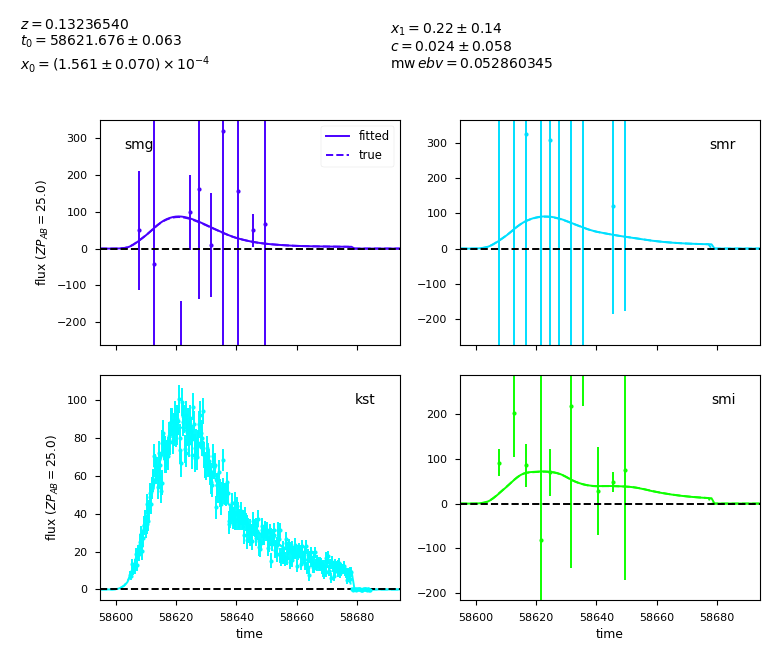 z = 0.13236540
t₀ = 58621.676 ± 0.063
x₀ = (1.561 ± 0.070) × 10⁻⁴
x₁ = 0.22 ± 0.14
c = 0.024 ± 0.058
mw ebv = 0.052860345
smg
fitted
true
300
200
100
0
−100
−200
flux (ZP_AB = 25.0)
smr
300
200
100
0
−100
−200
kst
100
80
60
40
20
0
flux (ZP_AB = 25.0)
58600 58620 58640 58660 58680
time
smi
200
100
0
−100
−200
58600 58620 58640 58660 58680
time